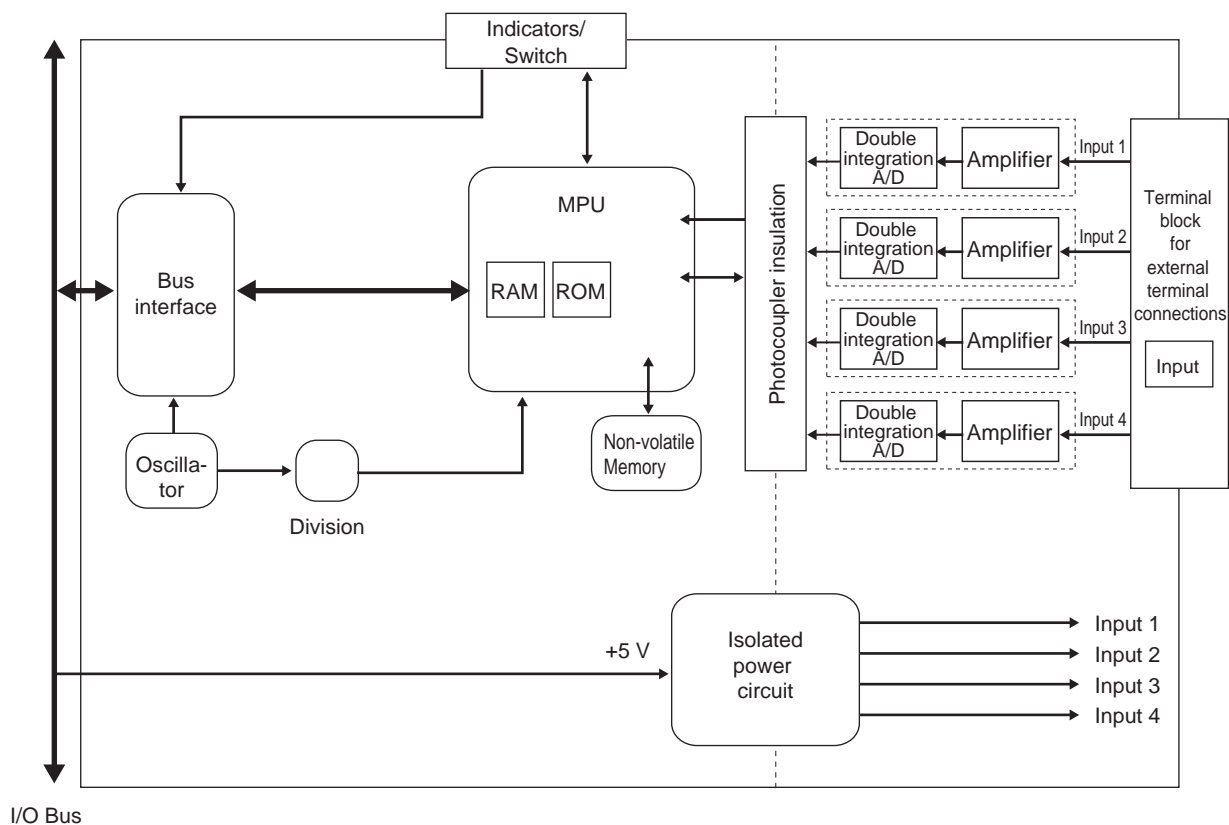 Indicators/
Switch
Bus
interface
MPU
RAM
ROM
Oscilla-
tor
Division
Non-volatile
Memory
Photocoupler insulation
Double
integration
A/D
Amplifier
Input 1
Double
integration
A/D
Amplifier
Input 2
Double
integration
A/D
Amplifier
Input 3
Double
integration
A/D
Amplifier
Input 4
Terminal
block
for
external
terminal
connections
Input
+5 V
Isolated
power
circuit
Input 1
Input 2
Input 3
Input 4
I/O Bus